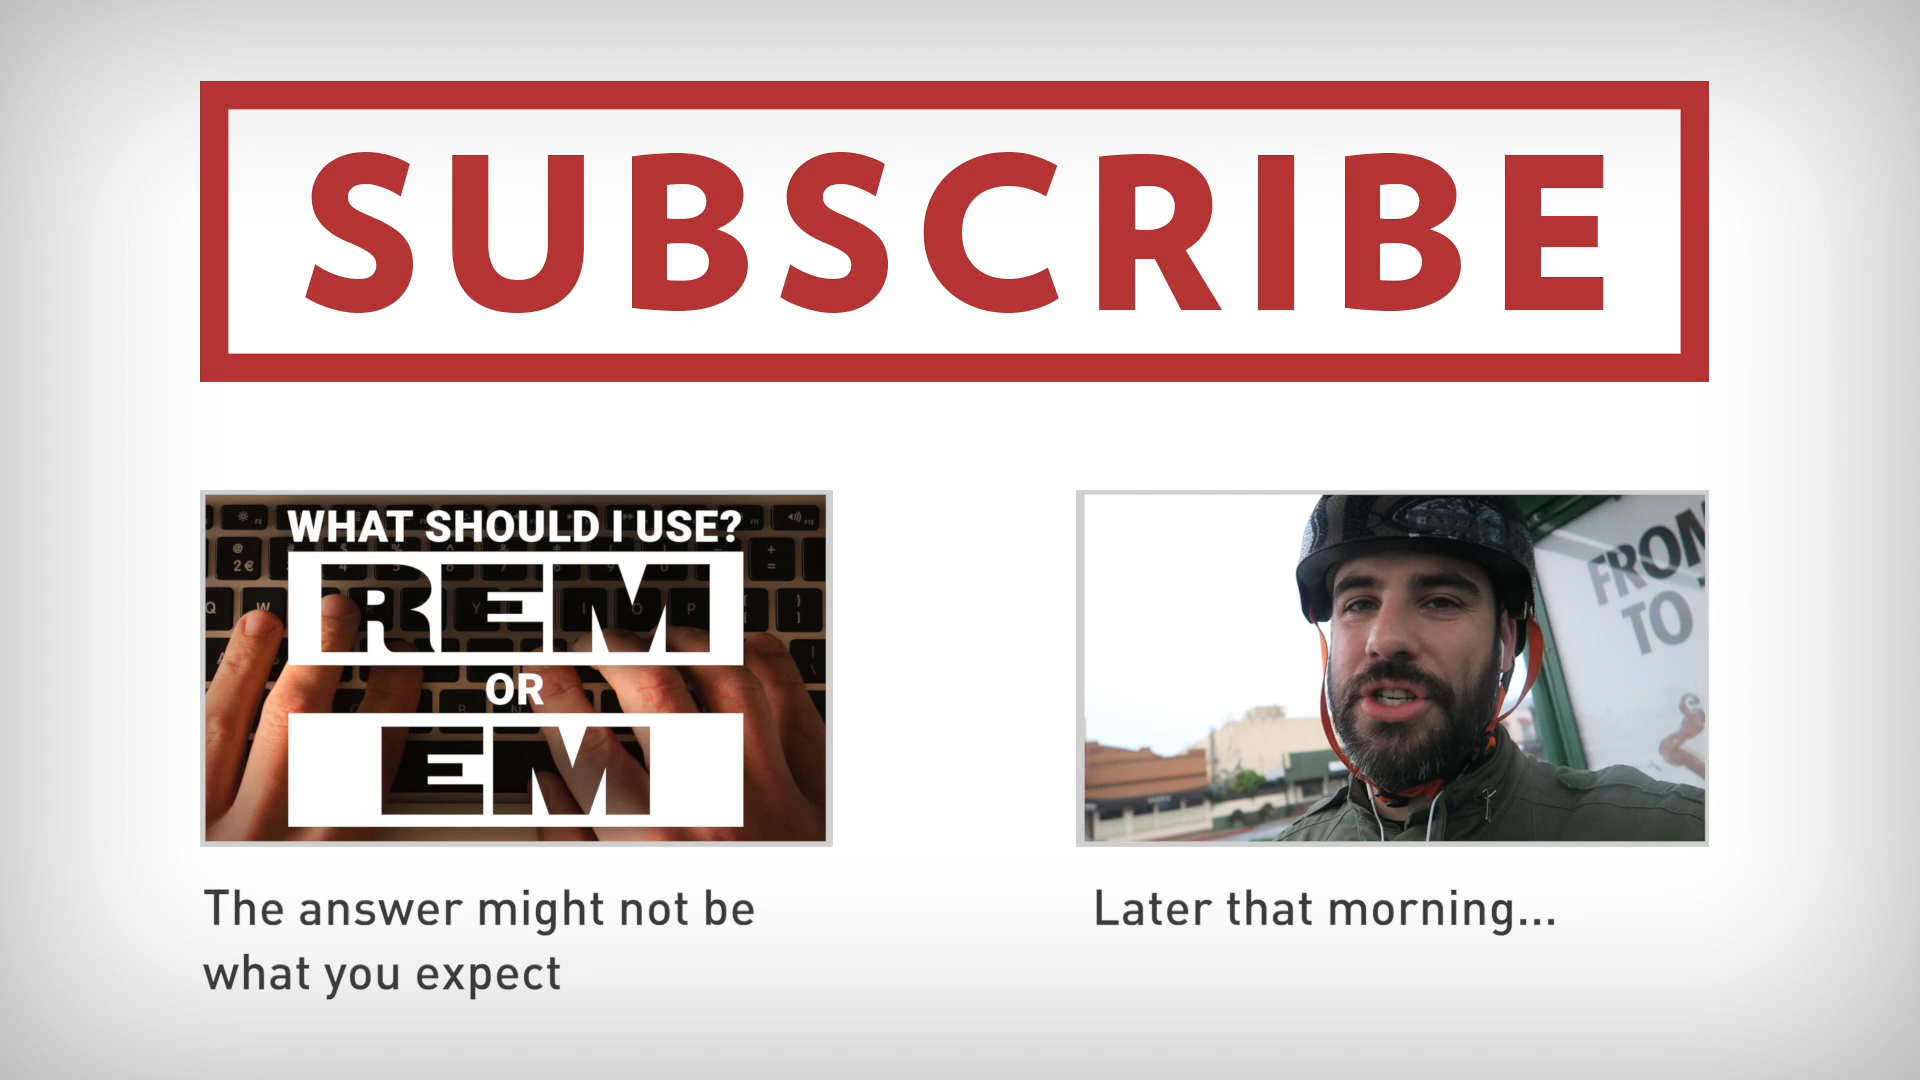 SUBSCRIBE
WHAT SHOULD I USE?
REM
OR
EM
FROM
TO
The answer might not be
what you expect
Later that morning...